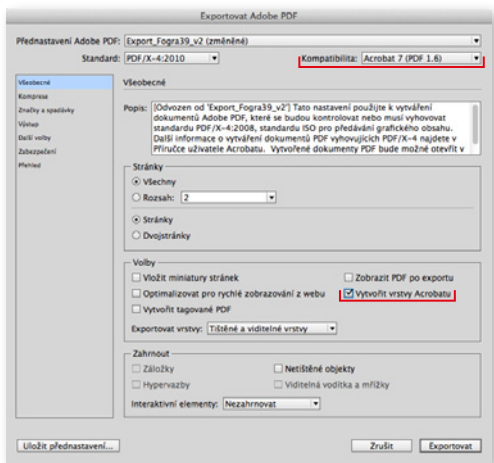 Exportovat Adobe PDF
Přednastavení Adobe PDF: Export_Fogra39_v2 (změněné)
Standard: PDF/X-4:2010 Kompatibilita: Acrobat 7 (PDF 1.6)
Všeobecné
Komprese
Značky a spadávky
Výstup
Další volby
Zabezpečení
Přehled
Všeobecné
Popis: [Odvozen od 'Export_Fogra39_v2'] Tato nastavení použijte k vytváření
dokumentů Adobe PDF, které se budou kontrolovat nebo musí vyhovovat
standardu PDF/X-4:2008, standardu ISO pro předávání grafického obsahu.
Další informace o vytváření dokumentů PDF vyhovujících PDF/X-4 najdete v
Příručce uživatele Acrobatu. Vytvořené dokumenty PDF bude možné otevřít v
Stránky
Všechny
Rozsah: 2
Stránky
Dvojstránky
Volby
Vložit miniatury stránek Zobrazit PDF po exportu
Optimalizovat pro rychlé zobrazování z webu Vytvořit vrstvy Acrobatu
Vytvořit tagované PDF
Exportovat vrstvy: Tištěné a viditelné vrstvy
Zahrnout
Záložky Netištěné objekty
Hypervazby Viditelná vodítka a mřížky
Interaktivní elementy: Nezahrnovat
Uložit přednastavení... Zrušit Exportovat